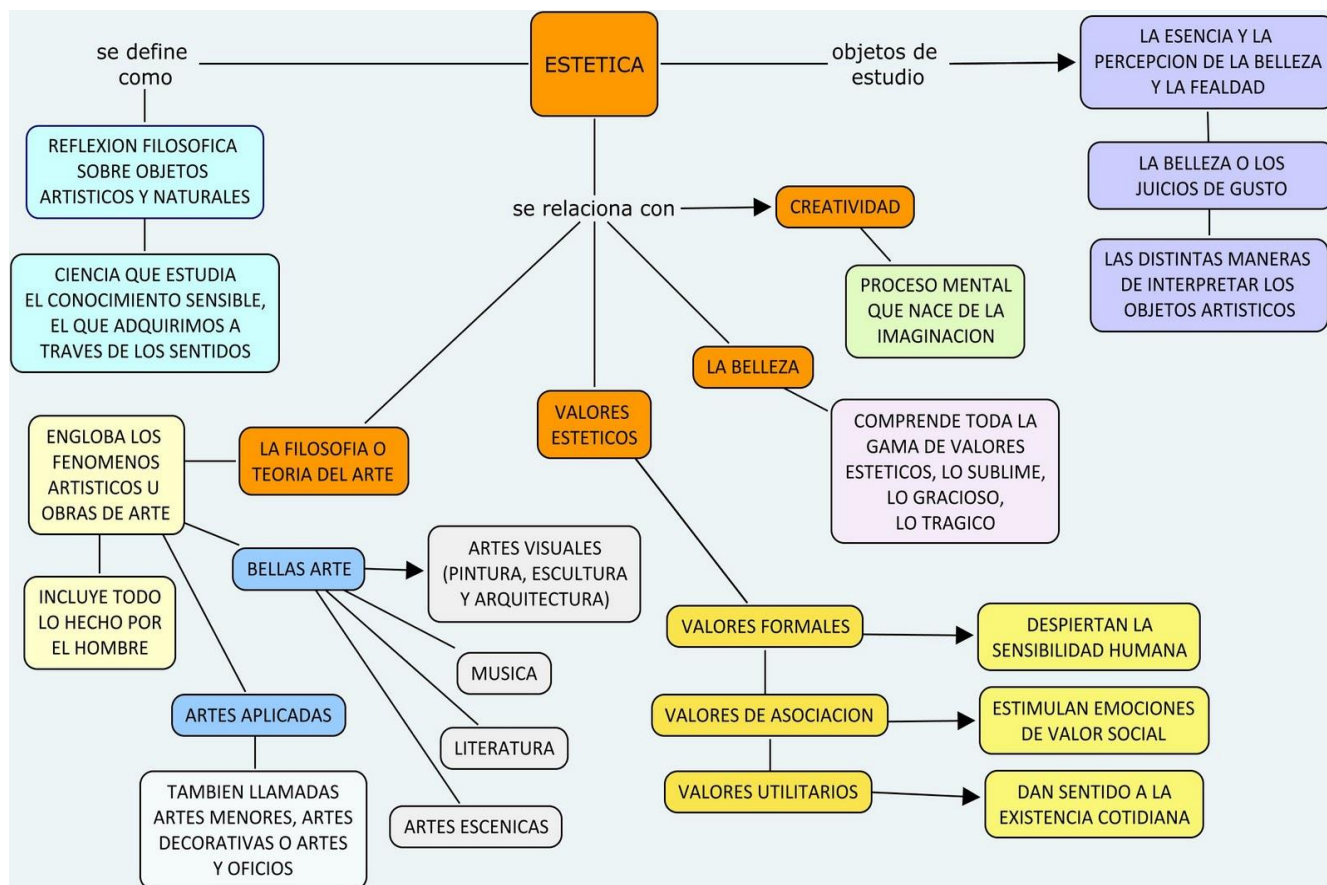 ESTETICA
se define
como
REFLEXION FILOSOFICA
SOBRE OBJETOS
ARTISTICOS Y NATURALES
CIENCIA QUE ESTUDIA
EL CONOCIMIENTO SENSIBLE,
EL QUE ADQUIRIMOS A
TRAVES DE LOS SENTIDOS
objetos de
estudio
LA ESENCIA Y LA
PERCEPCION DE LA BELLEZA
Y LA FEALDAD
LA BELLEZA O LOS
JUICIOS DE GUSTO
LAS DISTINTAS MANERAS
DE INTERPRETAR LOS
OBJETOS ARTISTICOS
se relaciona con
CREATIVIDAD
PROCESO MENTAL
QUE NACE DE LA
IMAGINACION
LA BELLEZA
COMPRENDE TODA LA
GAMA DE VALORES
ESTETICOS, LO SUBLIME,
LO GRACIOSO,
LO TRAGICO
VALORES
ESTETICOS
VALORES FORMALES
DESPIERTAN LA
SENSIBILIDAD HUMANA
VALORES DE ASOCIACION
ESTIMULAN EMOCIONES
DE VALOR SOCIAL
VALORES UTILITARIOS
DAN SENTIDO A LA
EXISTENCIA COTIDIANA
LA FILOSOFIA O
TEORIA DEL ARTE
ENGLOBA LOS
FENOMENOS
ARTISTICOS U
OBRAS DE ARTE
INCLUYE TODO
LO HECHO POR
EL HOMBRE
BELLAS ARTE
ARTES VISUALES
(PINTURA, ESCULTURA
Y ARQUITECTURA)
MUSICA
LITERATURA
ARTES ESCENICAS
ARTES APLICADAS
TAMBIEN LLAMADAS
ARTES MENORES, ARTES
DECORATIVAS O ARTES
Y OFICIOS